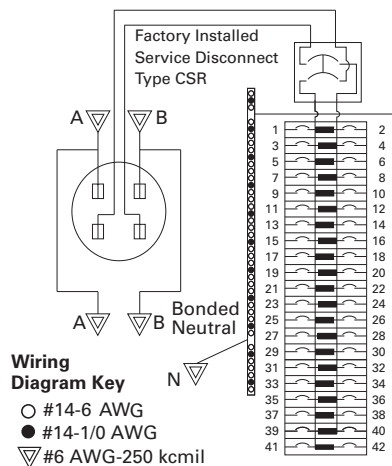 Factory Installed
Service Disconnect
Type CSR
A B
1 2
3 4
5 6
7 8
9 10
11 12
13 14
15 16
17 18
19 20
21 22
23 24
25 26
27 28
29 30
31 32
33 34
35 36
37 38
39 40
41 42
A B
Bonded
Neutral
N
Wiring
Diagram Key
#14-6 AWG
#14-1/0 AWG
#6 AWG-250 kcmil